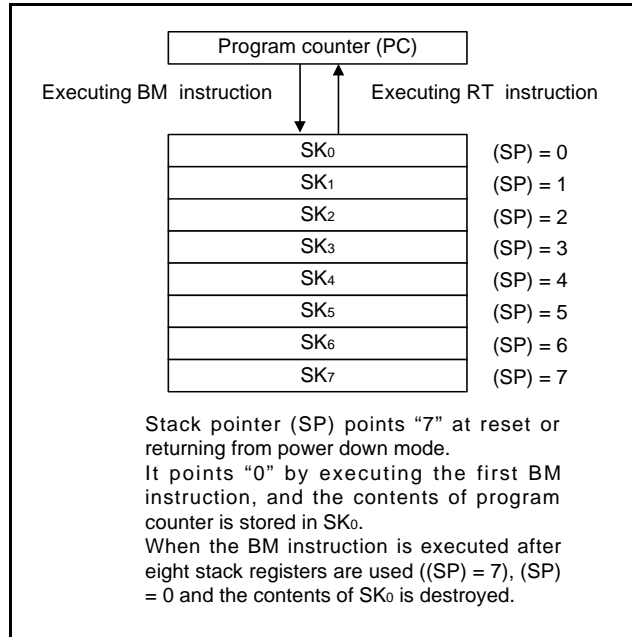 Program counter (PC)
Executing BM instruction
Executing RT instruction
SK0 (SP) = 0
SK1 (SP) = 1
SK2 (SP) = 2
SK3 (SP) = 3
SK4 (SP) = 4
SK5 (SP) = 5
SK6 (SP) = 6
SK7 (SP) = 7
Stack pointer (SP) points “7” at reset or
returning from power down mode.
It points “0” by executing the first BM
instruction, and the contents of program
counter is stored in SK0.
When the BM instruction is executed after
eight stack registers are used ((SP) = 7), (SP)
= 0 and the contents of SK0 is destroyed.